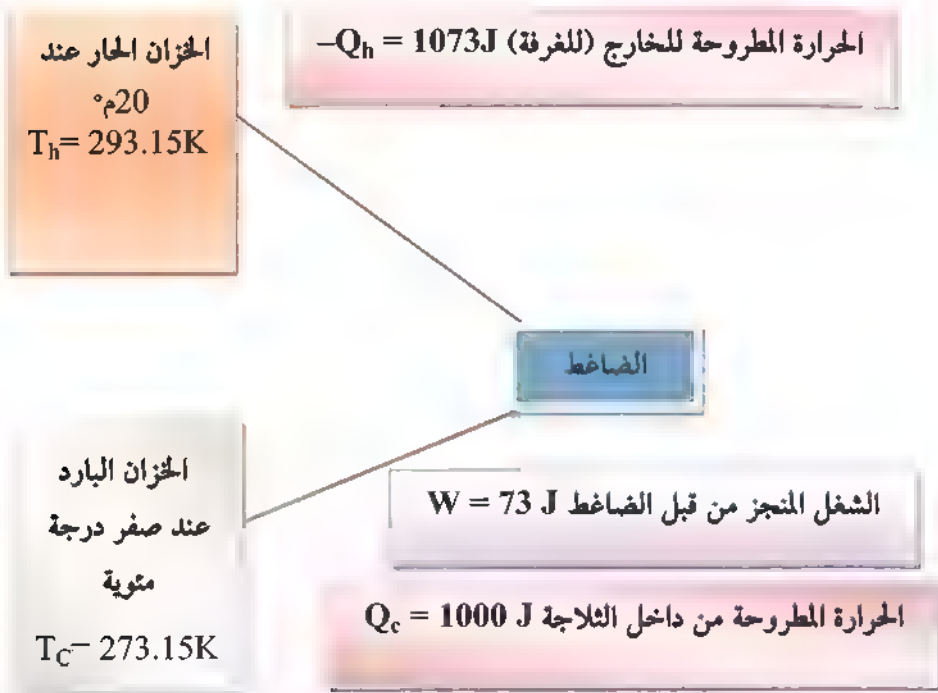 الخزان الحار عند
20م°
Th= 293.15K
الحرارة المطروحة للخارج (للغرفة) –Qh = 1073J
الضاغط
الخزان البارد
عند صفر درجة
مئوية
TC– 273.15K
الشغل المنجز من قبل الضاغط W = 73 J
الحرارة المطروحة من داخل الثلاجة Qc = 1000 J